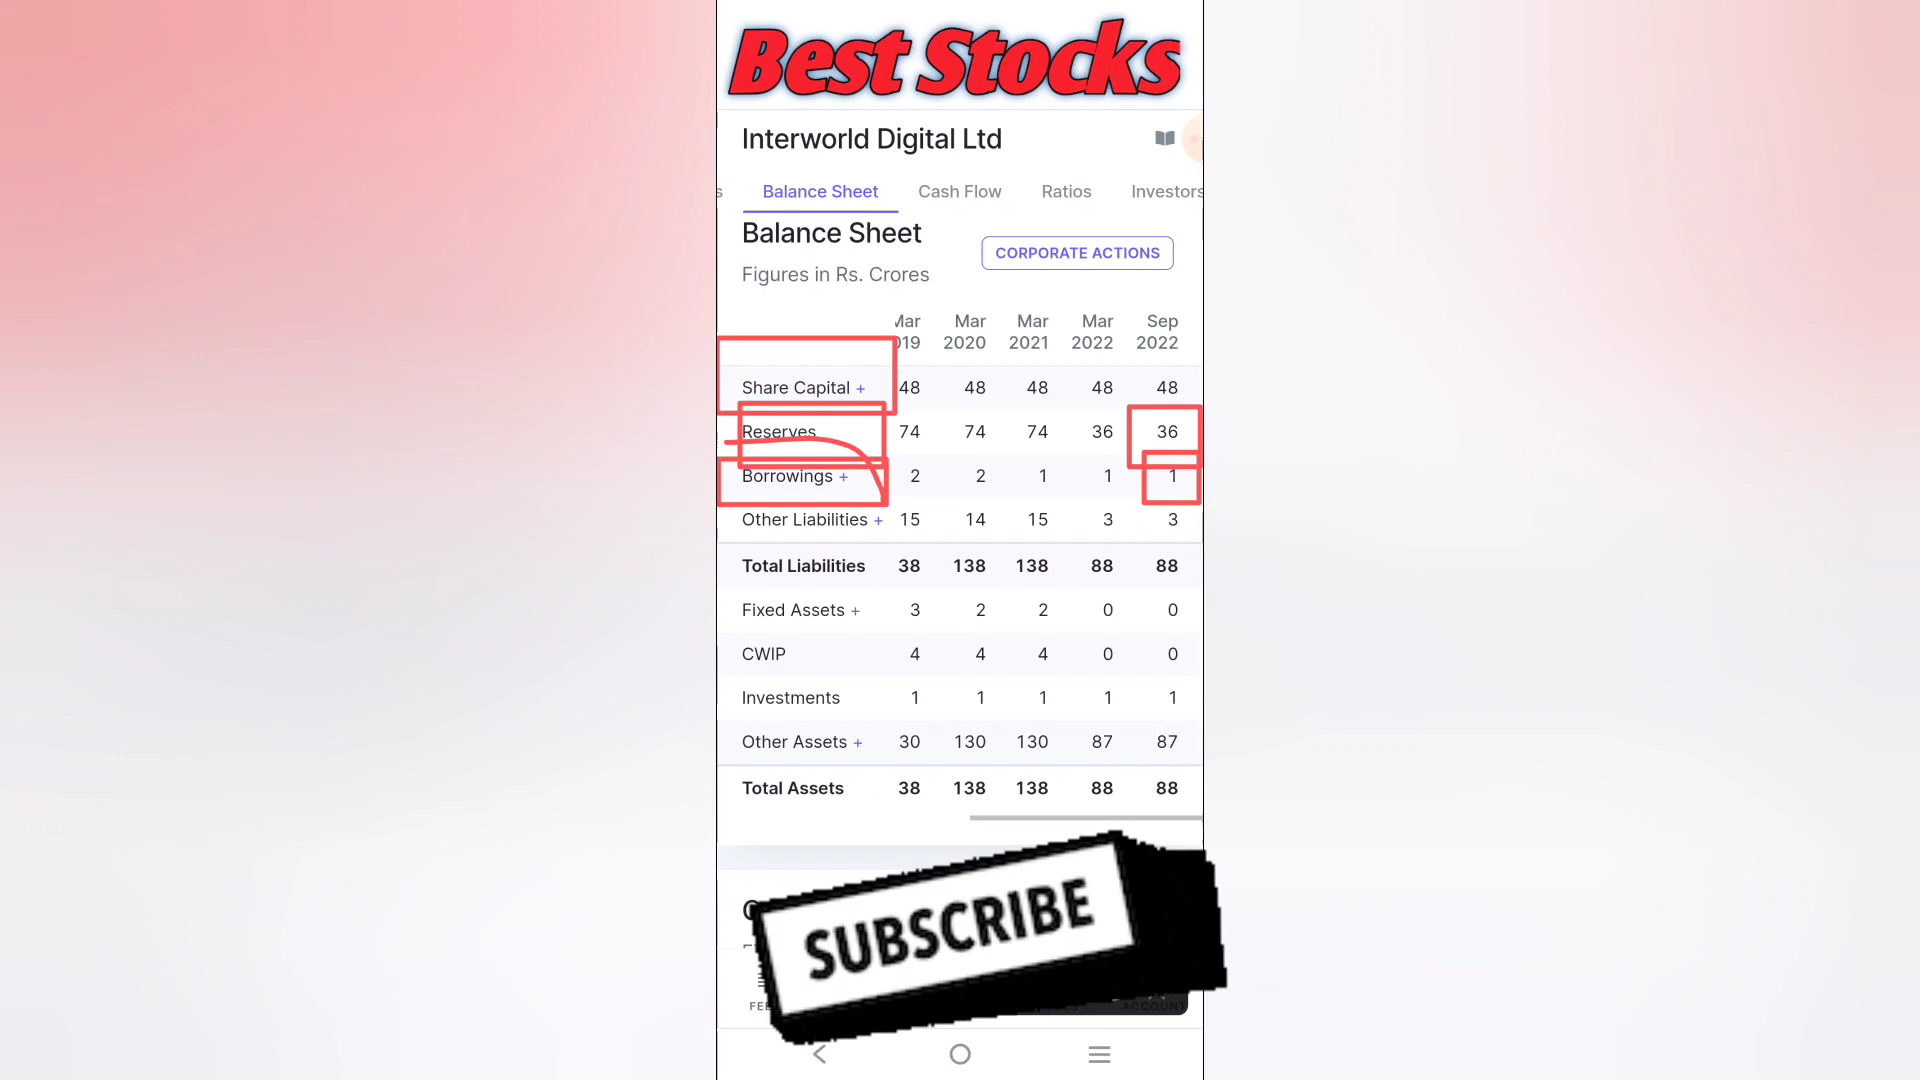 Best Stocks
Interworld Digital Ltd
s Balance Sheet Cash Flow Ratios Investors
Balance Sheet
CORPORATE ACTIONS
Figures in Rs. Crores
Mar Mar Mar Mar Sep
019 2020 2021 2022 2022
Share Capital + 48 48 48 48 48
Reserves 74 74 74 36 36
Borrowings + 2 2 1 1 1
Other Liabilities + 15 14 15 3 3
Total Liabilities 38 138 138 88 88
Fixed Assets + 3 2 2 0 0
CWIP 4 4 4 0 0
Investments 1 1 1 1 1
Other Assets + 30 130 130 87 87
Total Assets 38 138 138 88 88
SUBSCRIBE
ACCOUNT